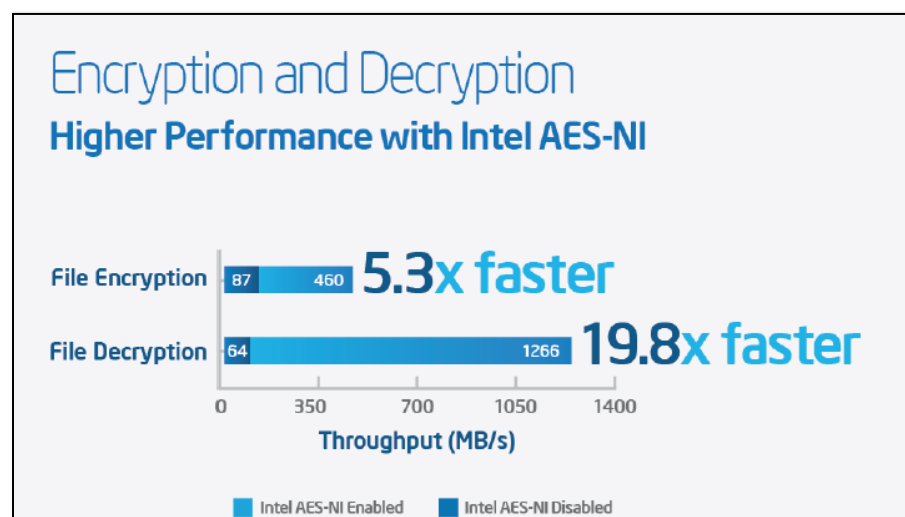 Encryption and Decryption
Higher Performance with Intel AES-NI
File Encryption 87 460 5.3x faster
File Decryption 64 1266 19.8x faster
0 350 700 1050 1400
Throughput (MB/s)
Intel AES-NI Enabled Intel AES-NI Disabled